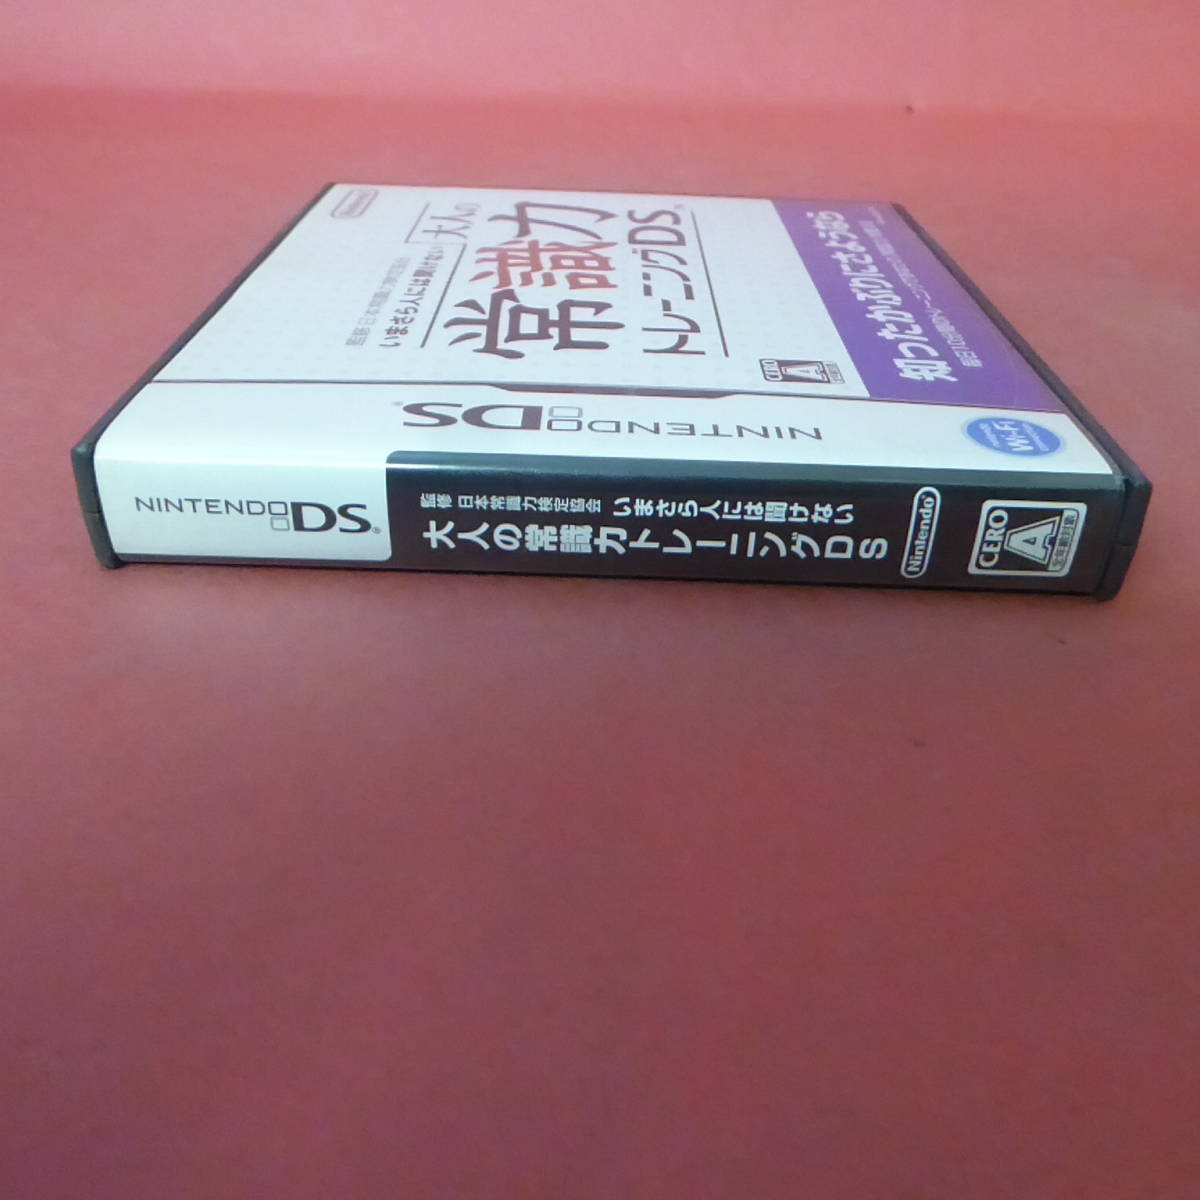 Nintendo
監修 日本常識力検定協会
いまさら人には聞けない
大人の
常識力
トレーニングDS
TM
知ったかぶりにさようなら
CERO
A
NINTENDO DS®
Nintendo
Wi-Fi
NINTENDO DS®
監修 日本常識力検定協会 いまさら人には聞けない
大人の常識力トレーニングDS
Nintendo
CERO
A
全年齢対象